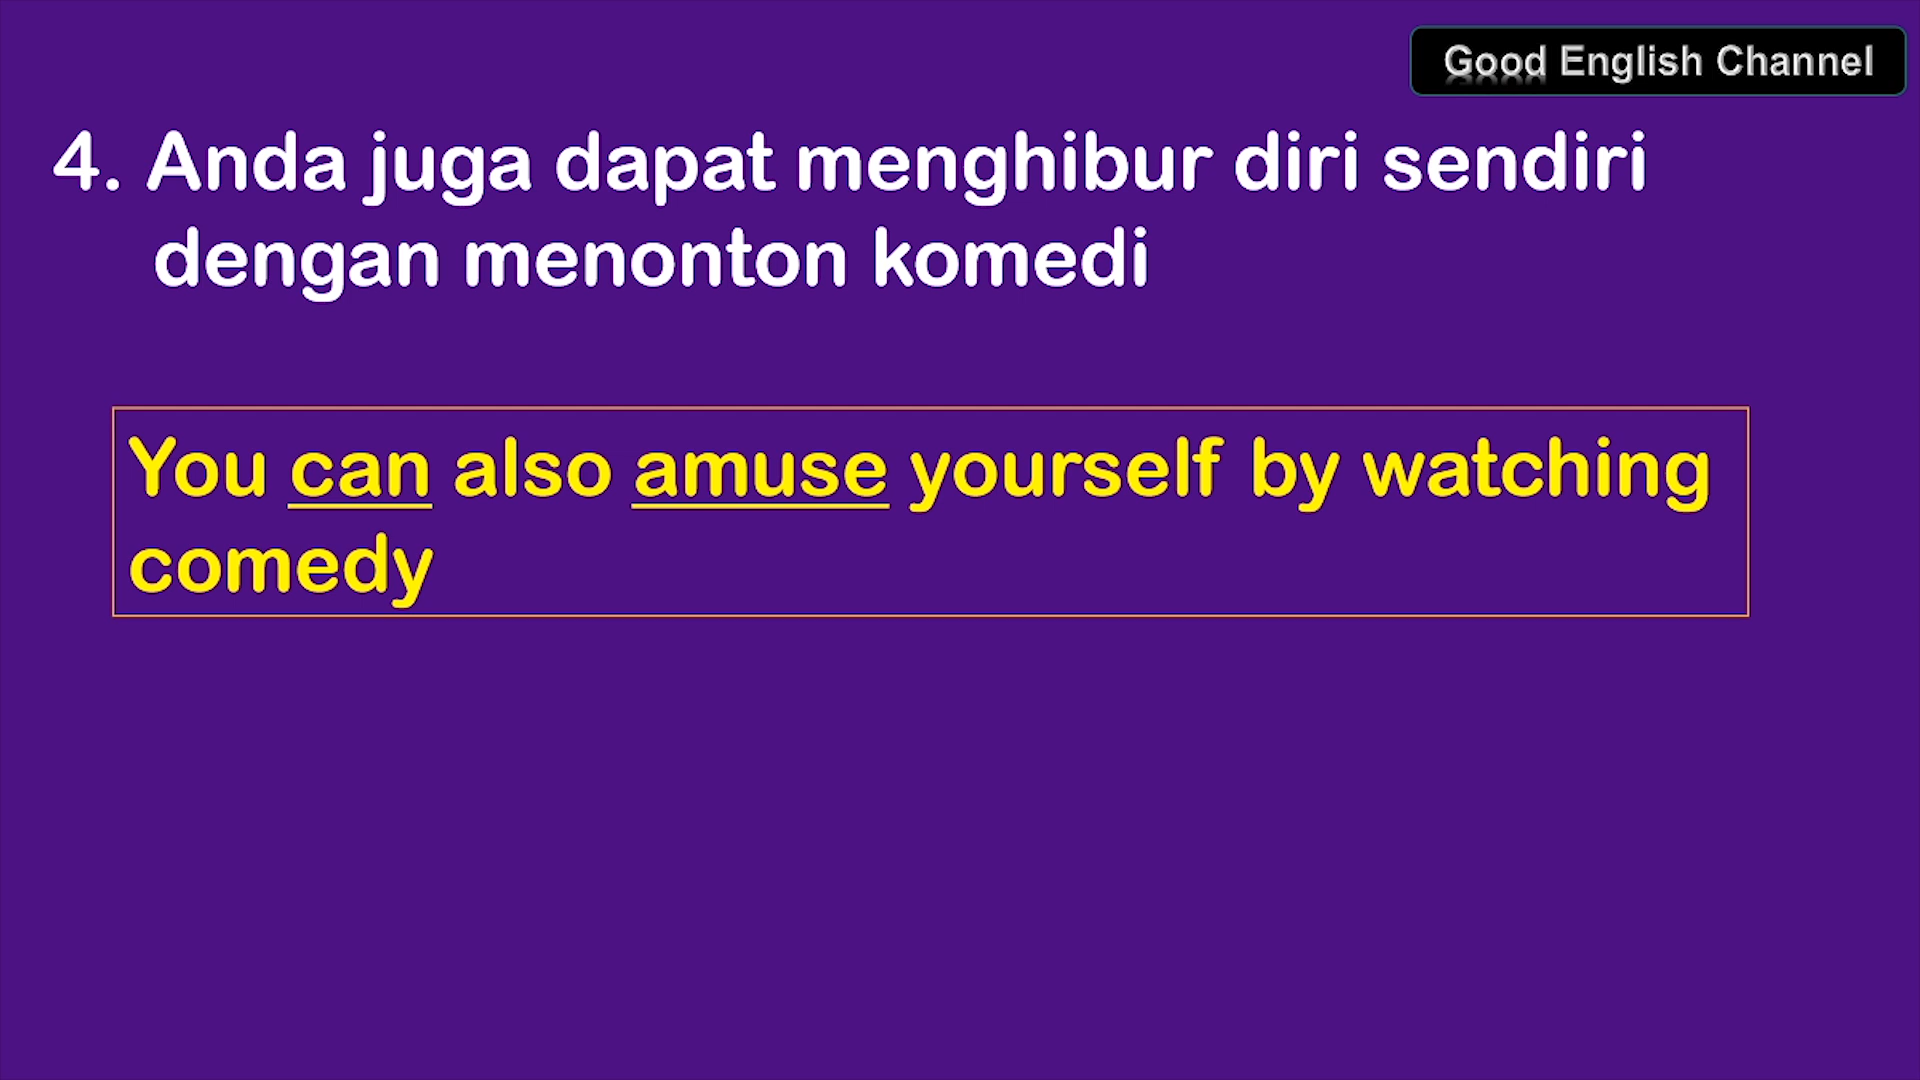 Good English Channel
4. Anda juga dapat menghibur diri sendiri
dengan menonton komedi
You can also amuse yourself by watching
comedy